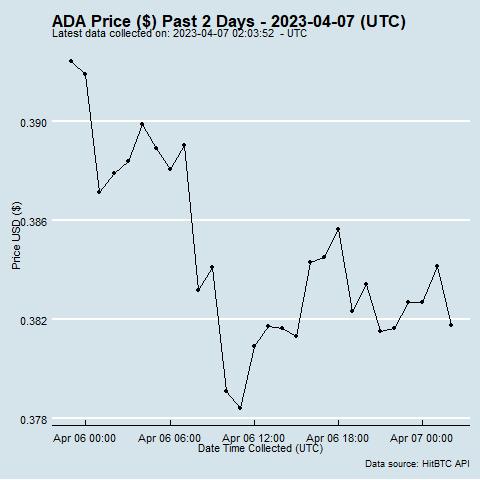 ADA Price ($) Past 2 Days - 2023-04-07 (UTC)
Latest data collected on: 2023-04-07 02:03:52  - UTC
0.390
0.386
0.382
0.378
Price USD ($)
Apr 06 00:00 Apr 06 06:00 Apr 06 12:00 Apr 06 18:00 Apr 07 00:00
Date Time Collected (UTC)
Data source: HitBTC API